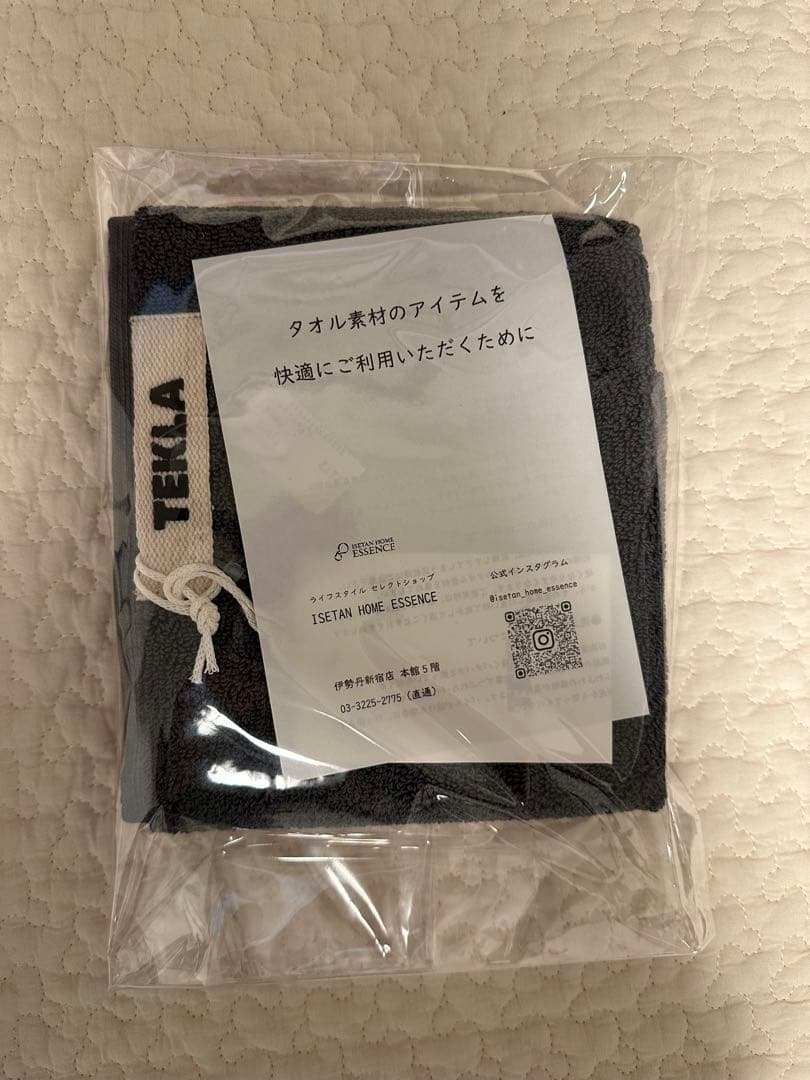 TEKLA
タオル素材のアイテムを
快適にご利用いただくために
ISETAN HOME
ESSENCE
ライフスタイル セレクトショップ
ISETAN HOME ESSENCE
伊勢丹新宿店 本館5階
03-3225-2775 (直通)
公式インスタグラム
@isetan_home_essence